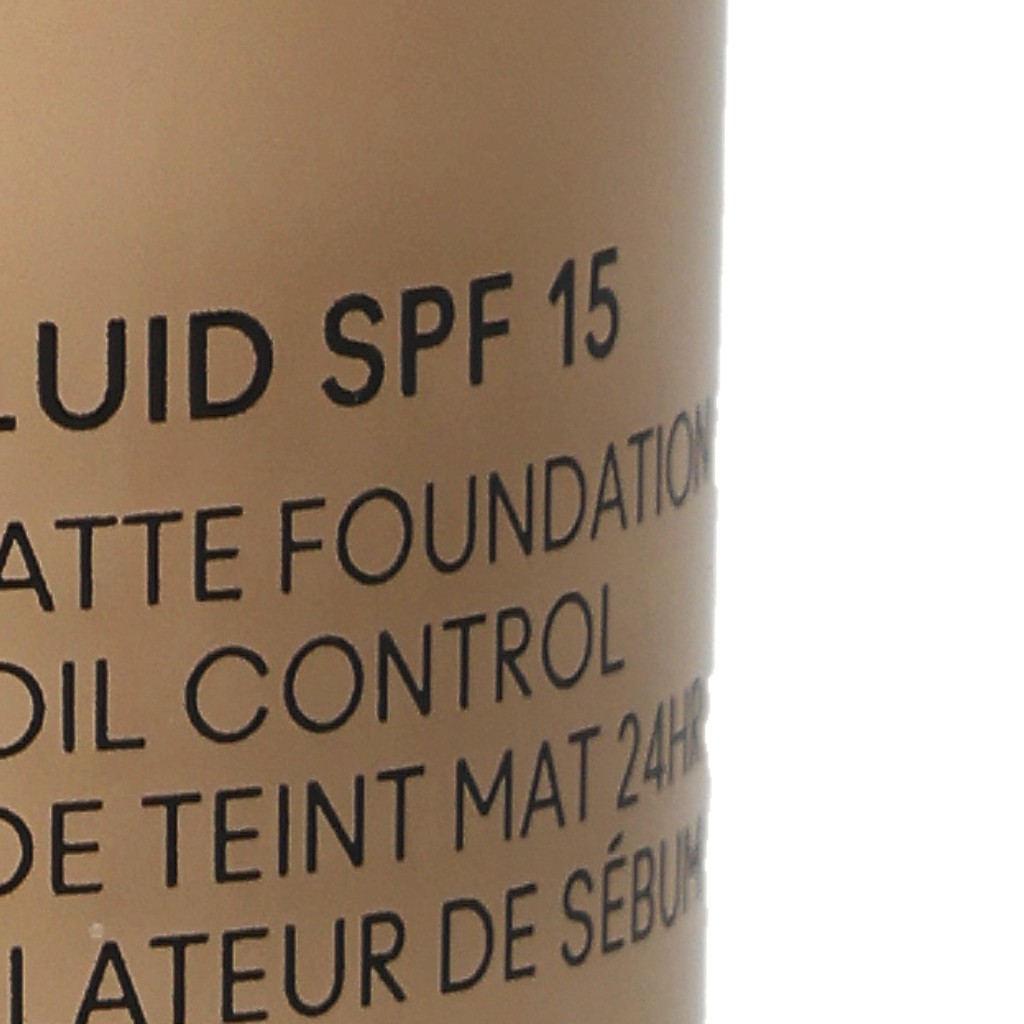 LUID SPF 15
ATTE FOUNDATION
OIL CONTROL
DE TEINT MAT 24HR
LATEUR DE SÉBUM